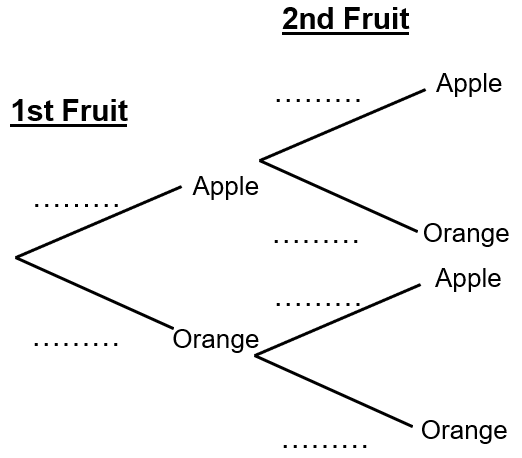 2nd Fruit
1st Fruit
.........
Apple
.........
Apple
.........
Orange
.........
Apple
.........
Orange
.........
Orange